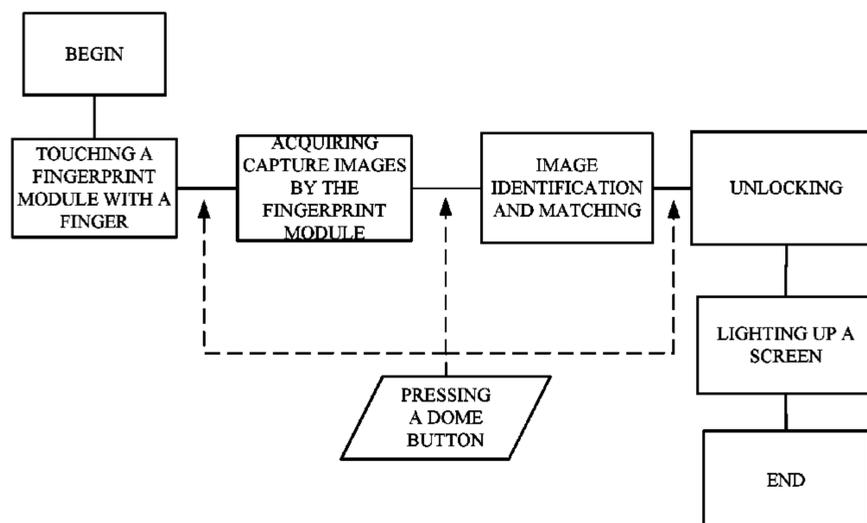 BEGIN
TOUCHING A
FINGERPRINT
MODULE WITH A
FINGER
ACQUIRING
CAPTURE IMAGES
BY THE
FINGERPRINT
MODULE
IMAGE
IDENTIFICATION
AND MATCHING
UNLOCKING
LIGHTING UP A
SCREEN
PRESSING
A DOME
BUTTON
END